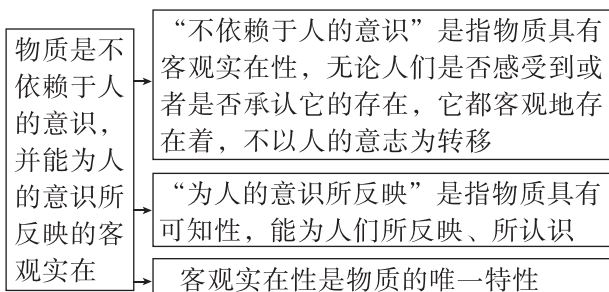 物质是不
依赖于人
的意识，
并能为人
的意识所
反映的客
观实在
“不依赖于人的意识”是指物质具有
客观实在性，无论人们是否感受到或
者是否承认它的存在，它都客观地存
在着，不以人的意志为转移
“为人的意识所反映”是指物质具有
可知性，能为人们所反映、所认识
客观实在性是物质的唯一特性